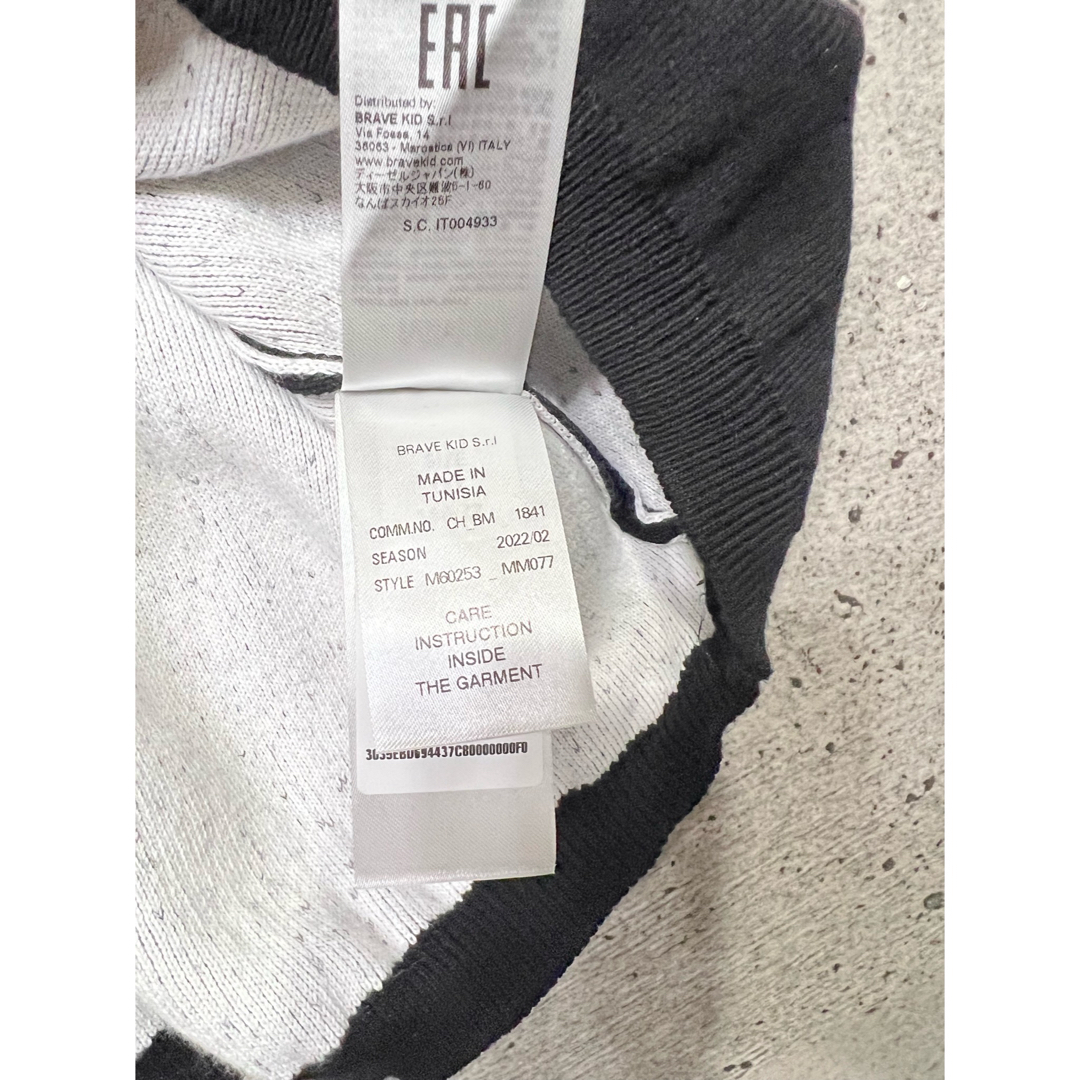 EAC
Distributed by:
BRAVE KID S.r.l
Via Fossa, 14
36063 - Marostica (VI) ITALY
www.bravekid.com
ディーゼルジャパン(株)
大阪市中央区難波5-1-60
なんばスカイオ25F
S.C. IT004933
BRAVE KID S.r.l
MADE IN
TUNISIA
COMM.NO. CH_BM 1841
SEASON 2022/02
STYLE M60253 _ MM077
CARE
INSTRUCTION
INSIDE
THE GARMENT